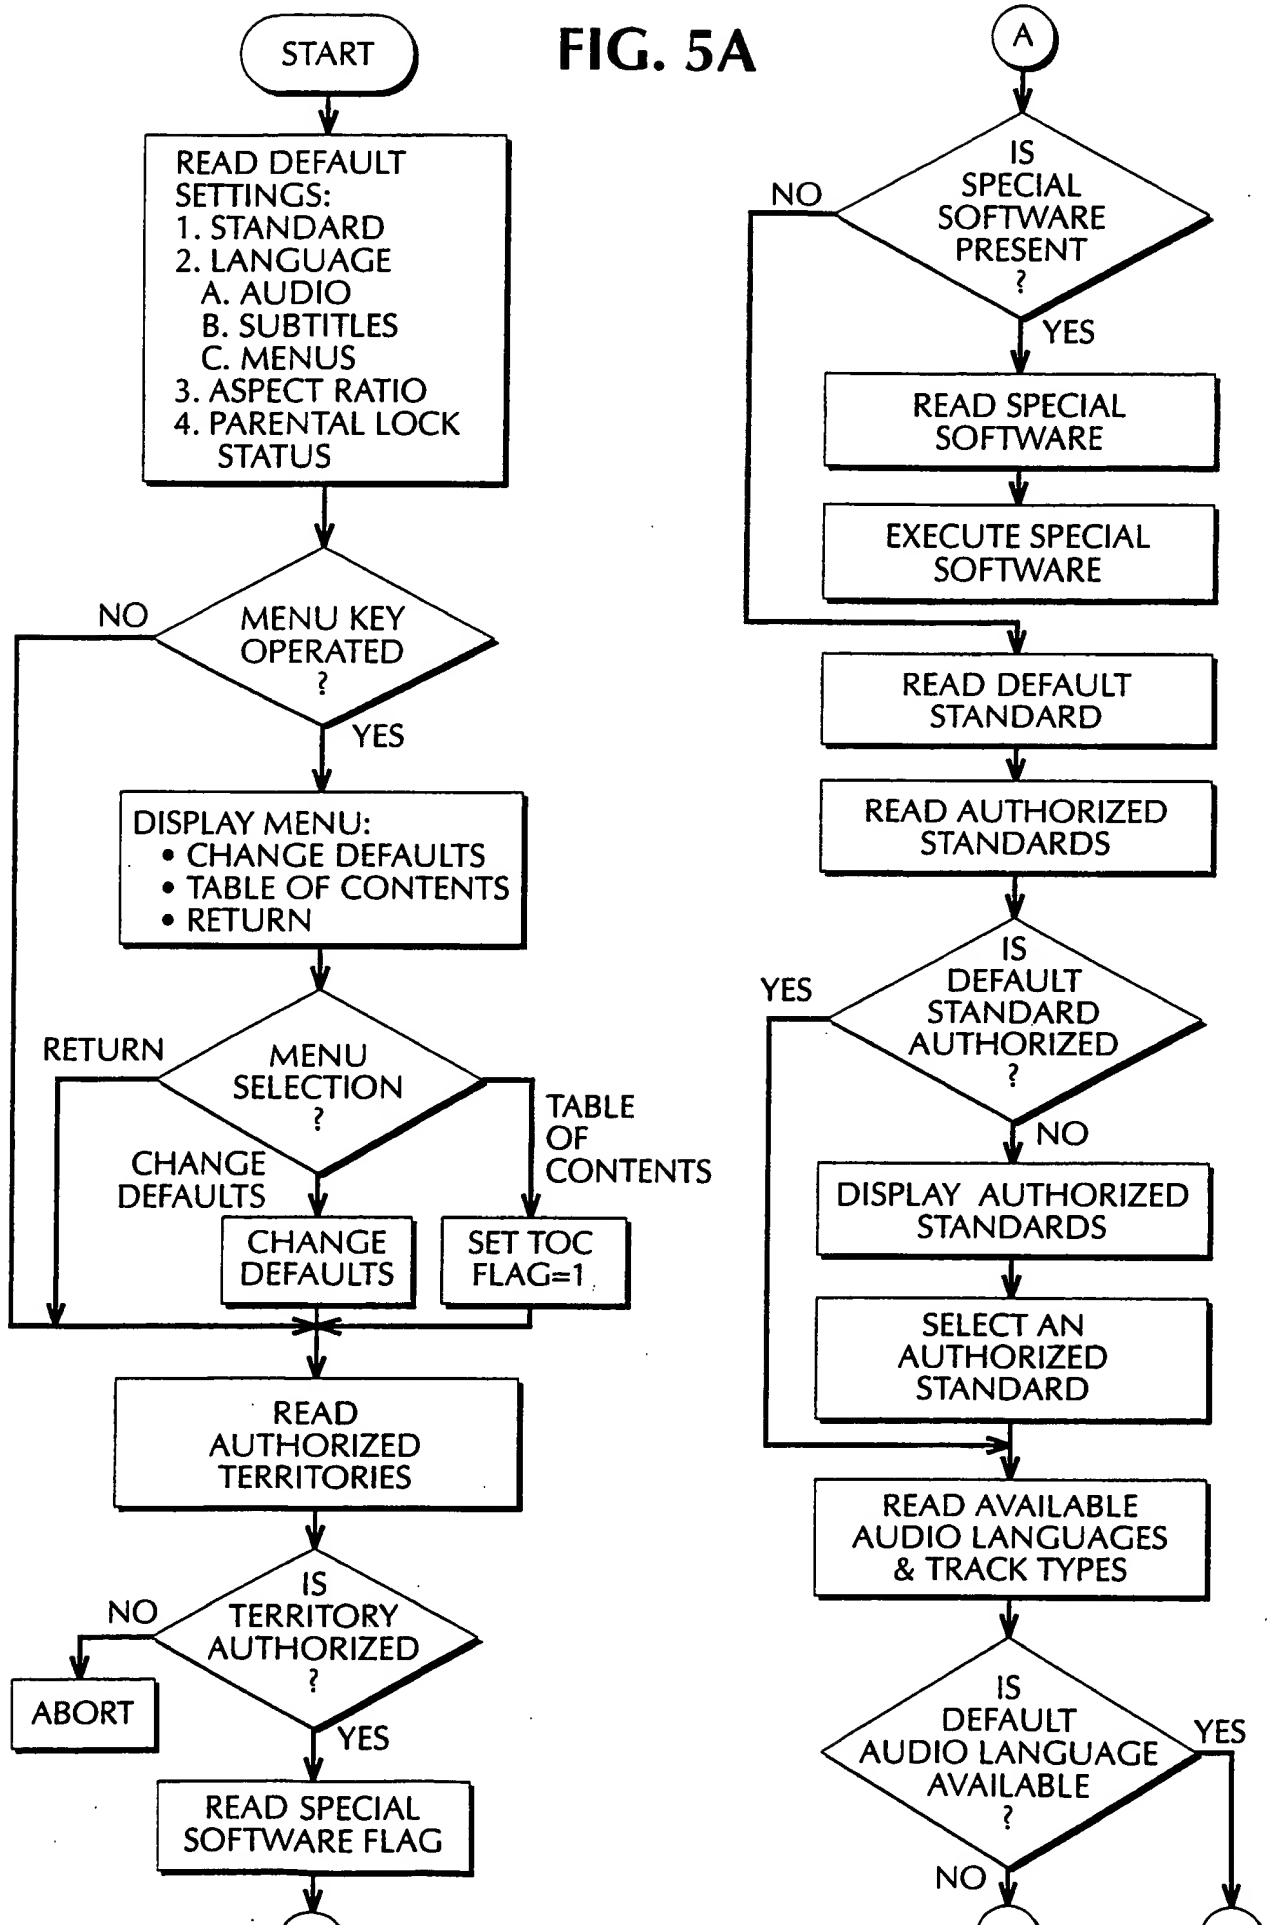 FIG. 5A
START
READ DEFAULT
SETTINGS:
1. STANDARD
2. LANGUAGE
A. AUDIO
B. SUBTITLES
C. MENUS
3. ASPECT RATIO
4. PARENTAL LOCK
STATUS
MENU KEY
OPERATED
?
NO
YES
DISPLAY MENU:
• CHANGE DEFAULTS
• TABLE OF CONTENTS
• RETURN
MENU
SELECTION
?
RETURN
CHANGE
DEFAULTS
TABLE
OF
CONTENTS
CHANGE
DEFAULTS
SET TOC
FLAG=1
READ
AUTHORIZED
TERRITORIES
IS
TERRITORY
AUTHORIZED
?
NO
ABORT
YES
READ SPECIAL
SOFTWARE FLAG
A
IS
SPECIAL
SOFTWARE
PRESENT
?
NO
YES
READ SPECIAL
SOFTWARE
EXECUTE SPECIAL
SOFTWARE
READ DEFAULT
STANDARD
READ AUTHORIZED
STANDARDS
IS
DEFAULT
STANDARD
AUTHORIZED
?
YES
NO
DISPLAY AUTHORIZED
STANDARDS
SELECT AN
AUTHORIZED
STANDARD
READ AVAILABLE
AUDIO LANGUAGES
& TRACK TYPES
IS
DEFAULT
AUDIO LANGUAGE
AVAILABLE
?
YES
NO